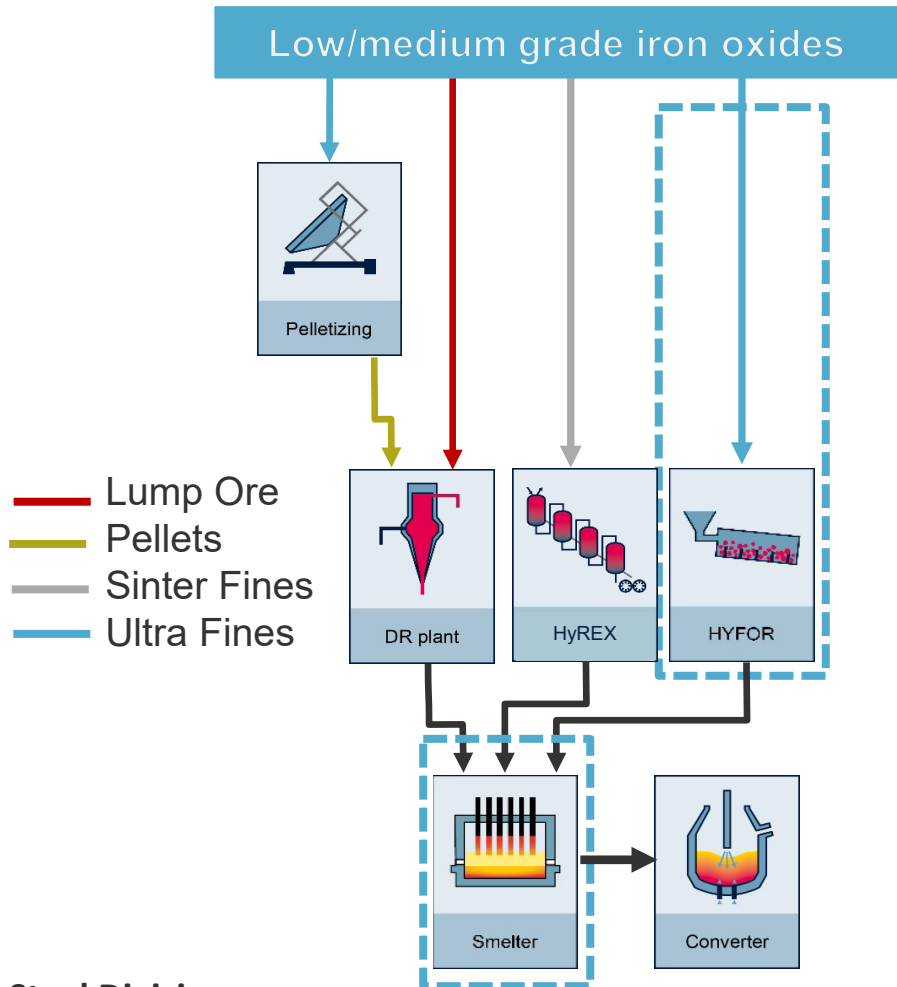 Low/medium grade iron oxides
Pelletizing
Lump Ore
Pellets
Sinter Fines
Ultra Fines
DR plant
HyREX
HYFOR
Smelter
Converter